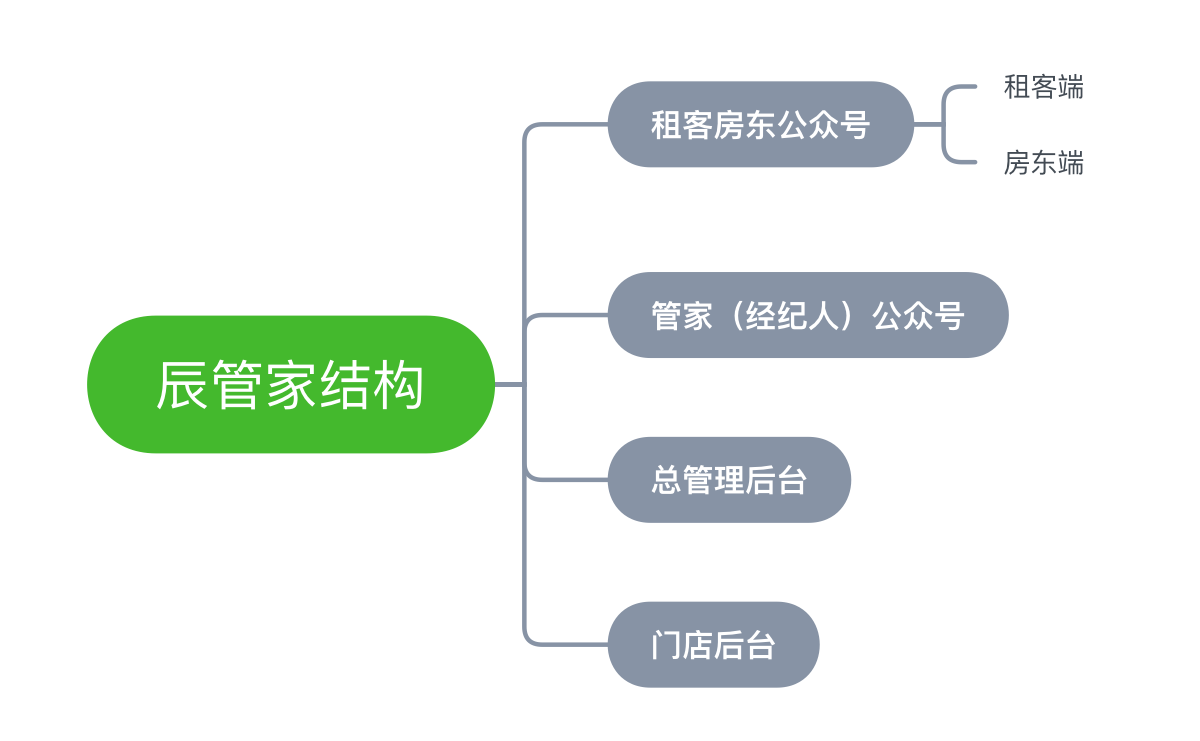 辰管家结构
租客房东公众号
租客端
房东端
管家（经纪人）公众号
总管理后台
门店后台